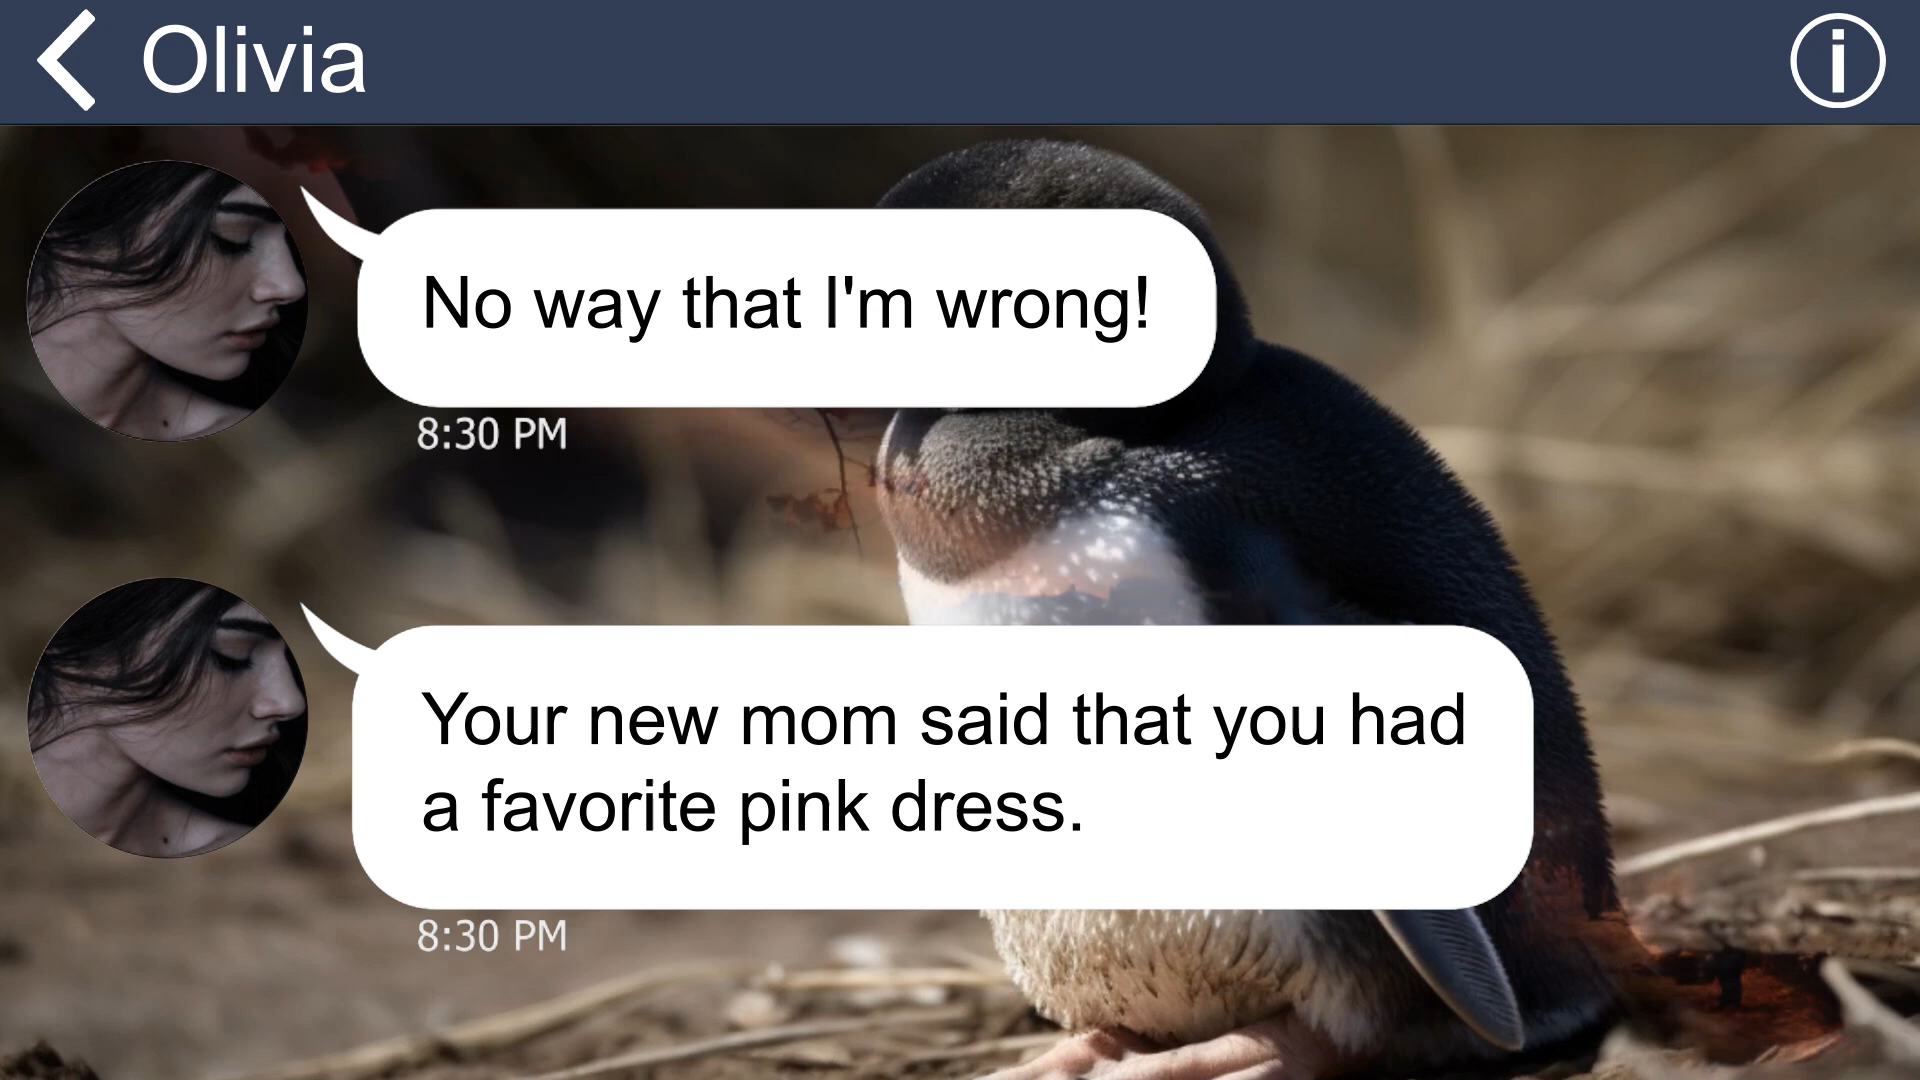 Olivia
No way that I'm wrong!
8:30 PM
Your new mom said that you had
a favorite pink dress.
8:30 PM